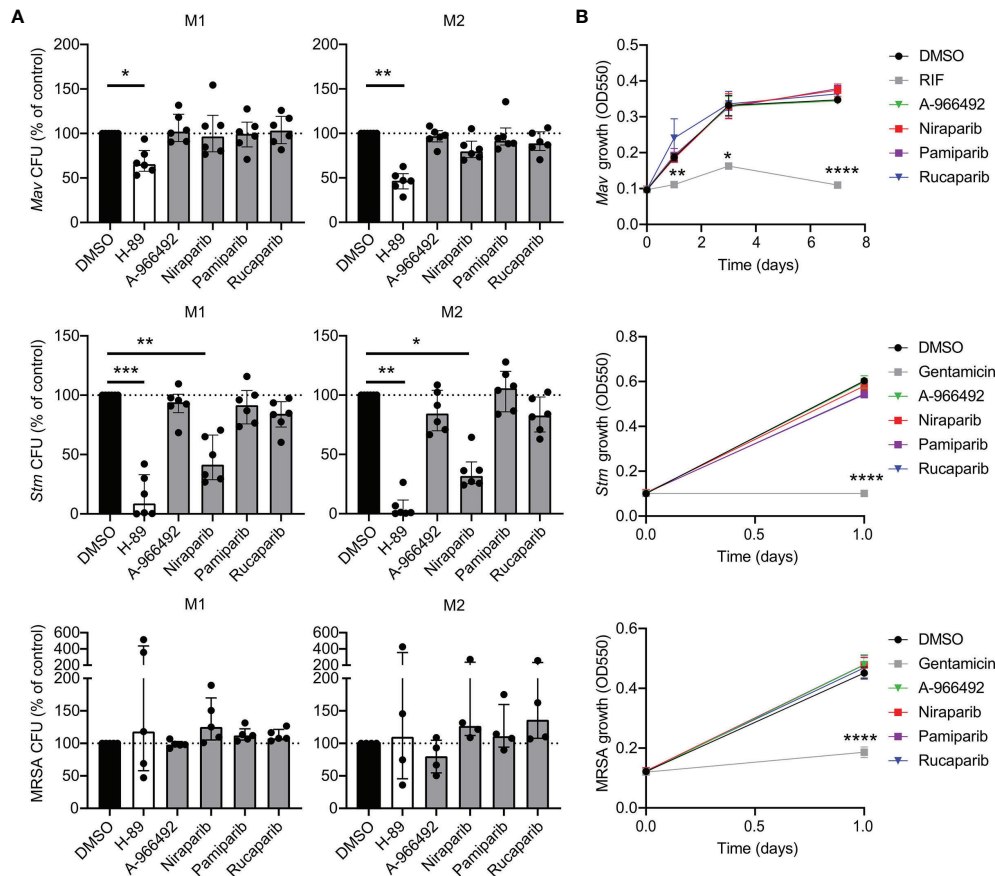 A
M1
M2
Mav CFU (% of control)
200
150
100
50
0
*
DMSO
H-89
A-966492
Niraparib
Pamiparib
Rucaparib
200
150
100
50
0
**
DMSO
H-89
A-966492
Niraparib
Pamiparib
Rucaparib
B
Mav growth (OD550)
0.5
0.4
0.3
0.2
0.1
0.0
0
2
4
6
8
Time (days)
**
*
****
DMSO
RIF
A-966492
Niraparib
Pamiparib
Rucaparib
M1
M2
Stm CFU (% of control)
150
100
50
0
**
***
DMSO
H-89
A-966492
Niraparib
Pamiparib
Rucaparib
150
100
50
0
*
**
DMSO
H-89
A-966492
Niraparib
Pamiparib
Rucaparib
Stm growth (OD550)
0.8
0.6
0.4
0.2
0.0
0.0
0.5
1.0
Time (days)
****
DMSO
Gentamicin
A-966492
Niraparib
Pamiparib
Rucaparib
M1
M2
MRSA CFU (% of control)
600
400
200
200
150
100
50
0
DMSO
H-89
A-966492
Niraparib
Pamiparib
Rucaparib
600
400
200
200
150
100
50
0
DMSO
H-89
A-966492
Niraparib
Pamiparib
Rucaparib
MRSA growth (OD550)
0.6
0.4
0.2
0.0
0.0
0.5
1.0
Time (days)
****
DMSO
Gentamicin
A-966492
Niraparib
Pamiparib
Rucaparib